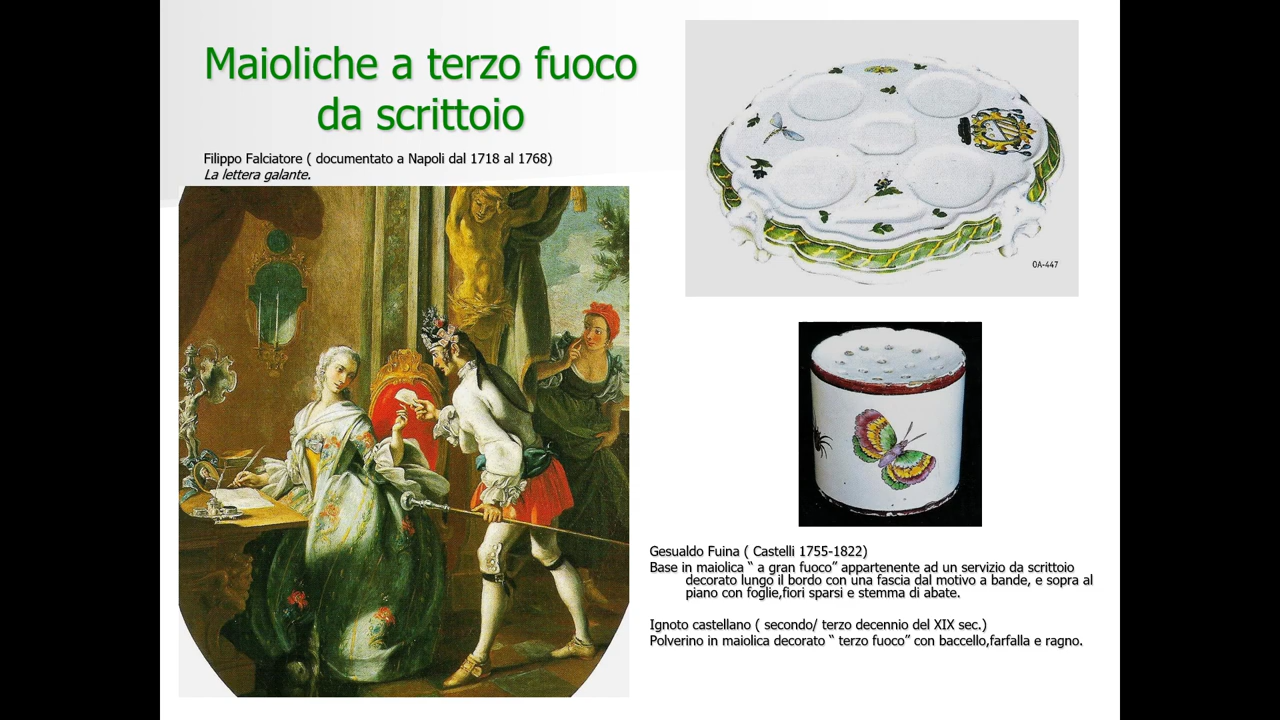 Maioliche a terzo fuoco
da scrittoio
Filippo Falciatore ( documentato a Napoli dal 1718 al 1768)
La lettera galante.
OA-447
Gesualdo Fuina ( Castelli 1755-1822)
Base in maiolica “ a gran fuoco” appartenente ad un servizio da scrittoio
decorato lungo il bordo con una fascia dal motivo a bande, e sopra al
piano con foglie,fiori sparsi e stemma di abate.
Ignoto castellano ( secondo/ terzo decennio del XIX sec.)
Polverino in maiolica decorato “ terzo fuoco” con baccello,farfalla e ragno.